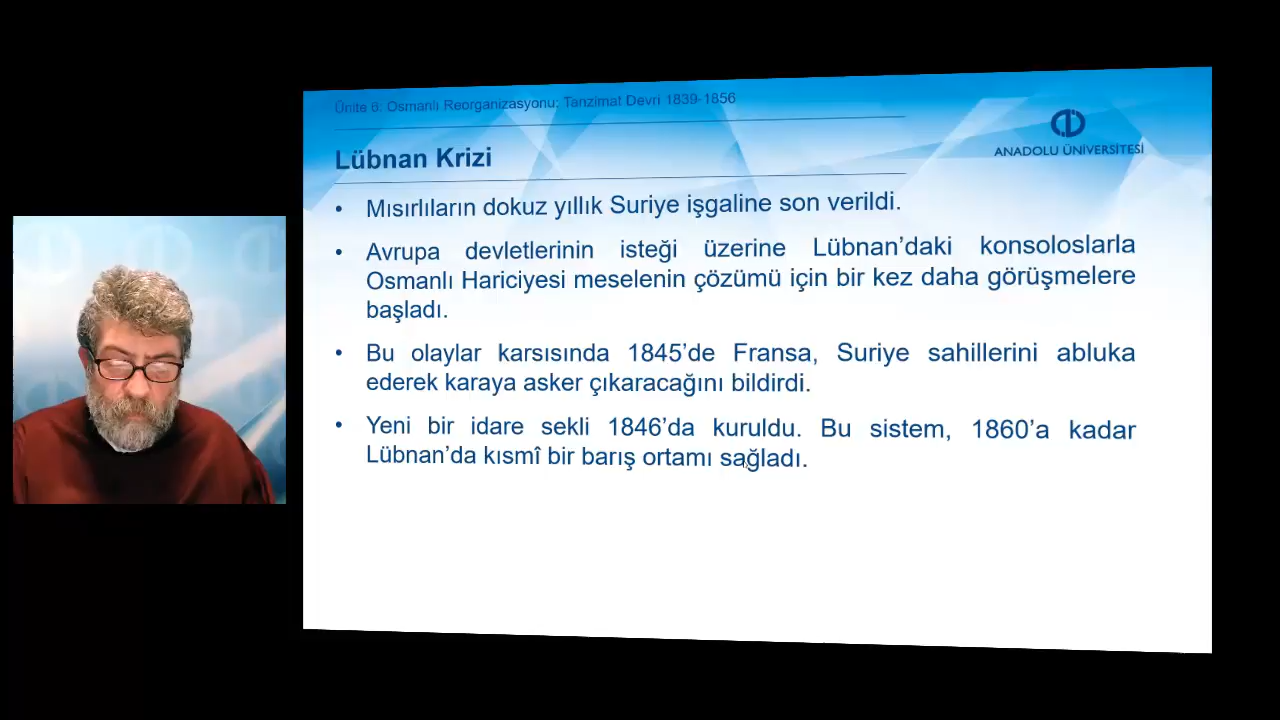 Ünite 6: Osmanlı Reorganizasyonu: Tanzimat Devri 1839-1856
ANADOLU ÜNİVERSİTESİ
Lübnan Krizi
• Mısırlıların dokuz yıllık Suriye işgaline son verildi.
• Avrupa devletlerinin isteği üzerine Lübnan’daki konsoloslarla
Osmanlı Hariciyesi meselenin çözümü için bir kez daha görüşmelere
başladı.
• Bu olaylar karsısında 1845’de Fransa, Suriye sahillerini abluka
ederek karaya asker çıkaracağını bildirdi.
• Yeni bir idare sekli 1846’da kuruldu. Bu sistem, 1860’a kadar
Lübnan’da kısmî bir barış ortamı sağladı.